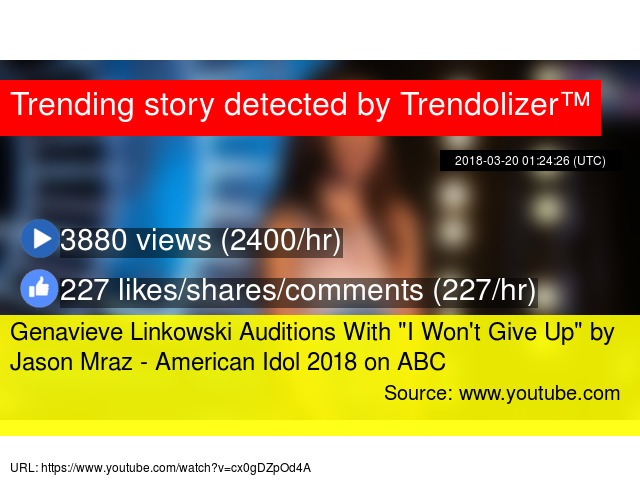 Trending story detected by Trendolizer™
2018-03-20 01:24:26 (UTC)
3880 views (2400/hr)
227 likes/shares/comments (227/hr)
Genavieve Linkowski Auditions With "I Won't Give Up" by
Jason Mraz - American Idol 2018 on ABC
Source: www.youtube.com
URL: https://www.youtube.com/watch?v=cx0gDZpOd4A